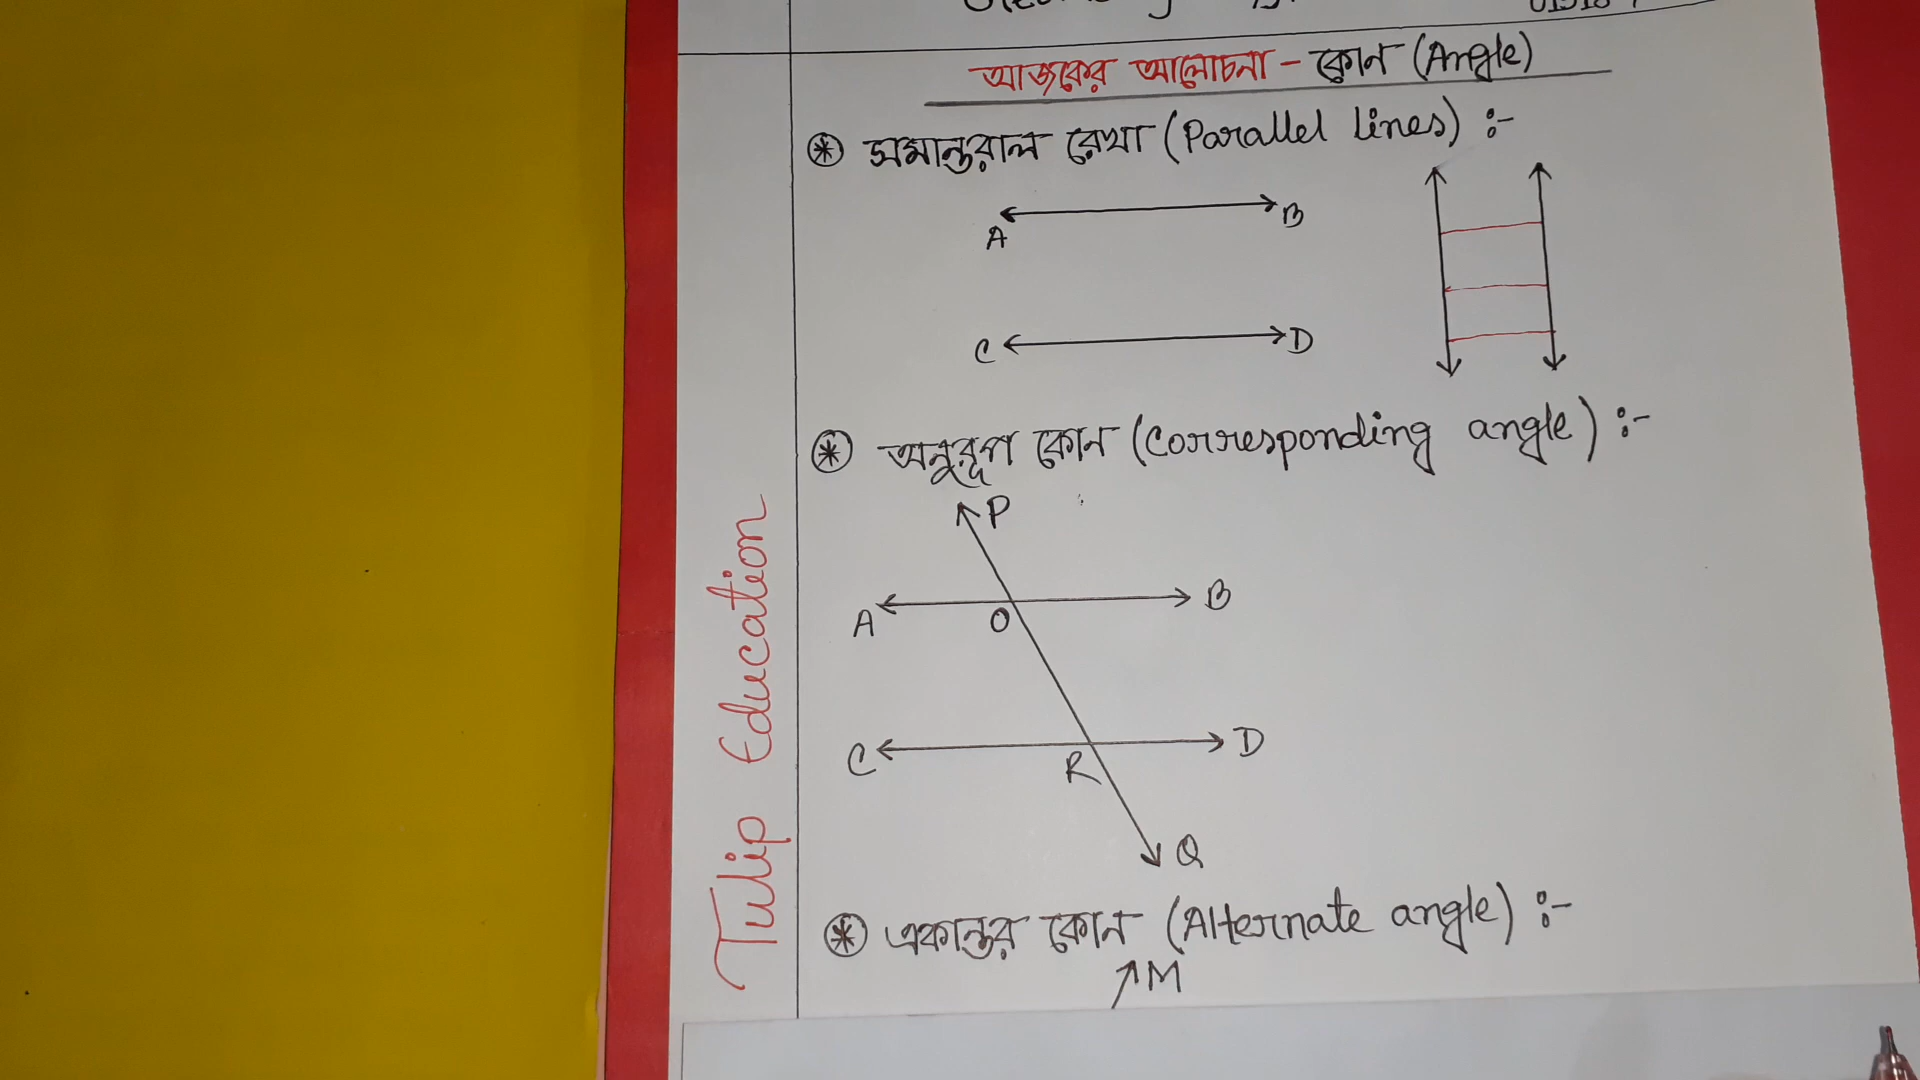 আজকের আলোচনা - কোন (Angle)
⊛ সমান্তরাল রেখা (Parallel lines) :-
A B
C D
⊛ অনুরূপ কোন (Corresponding angle) :-
P
A O B
C R D
Q
⊛ একান্তর কোন (Alternate angle) :-
M
Tulip Education